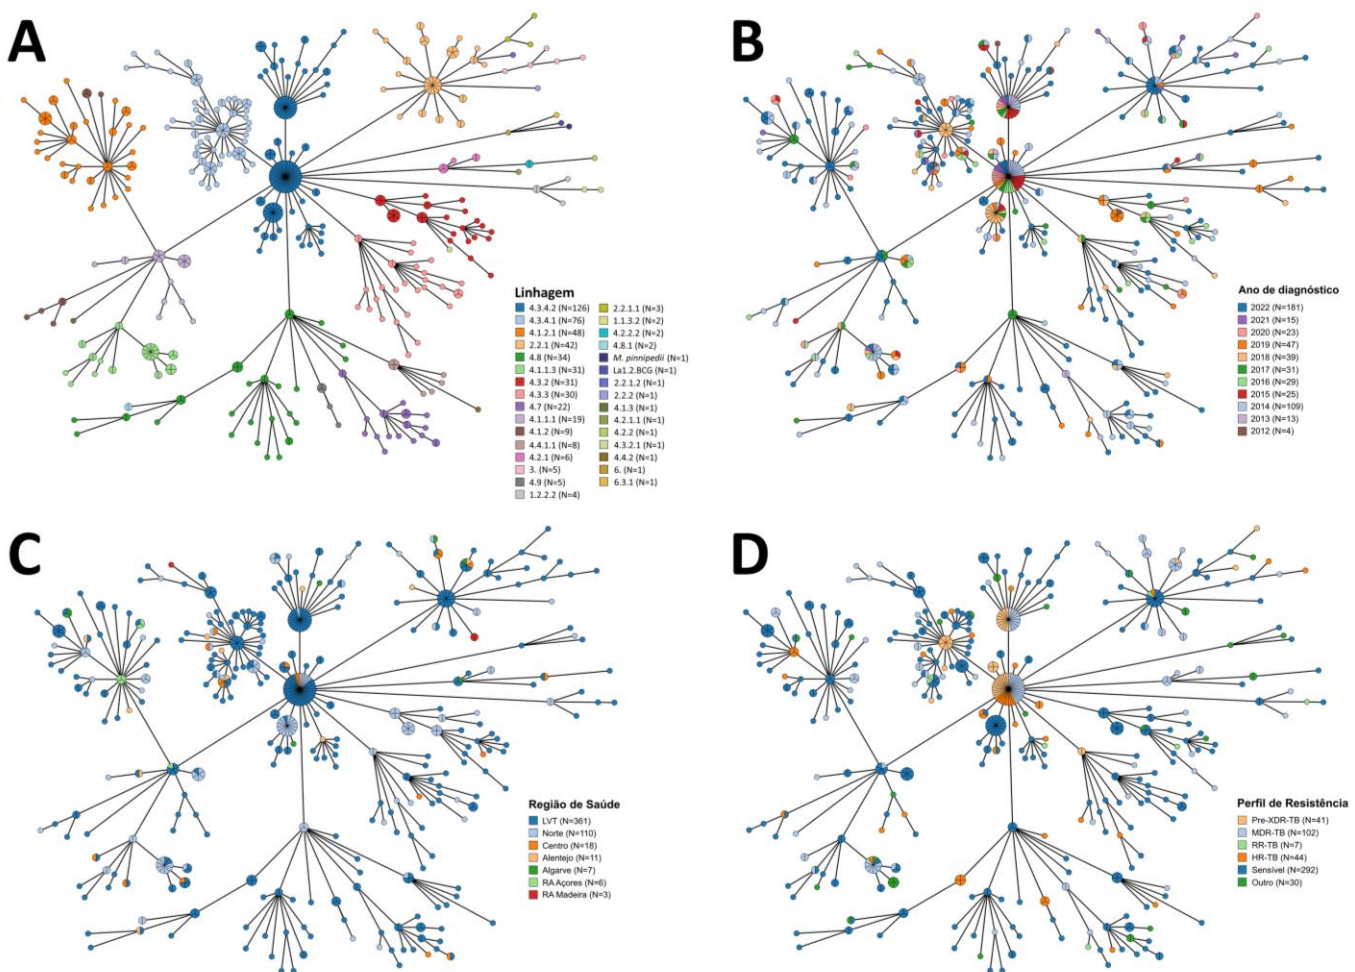 A
B
Linhagem
4.3.4.2 (N=126)
4.3.4.1 (N=76)
4.1.2.1 (N=48)
2.2.1 (N=42)
4.8 (N=34)
4.1.1.3 (N=31)
4.3.2 (N=31)
4.3.3 (N=30)
4.7 (N=22)
4.1.1.1 (N=19)
4.1.2 (N=9)
4.4.1.1 (N=8)
4.2.1 (N=6)
3. (N=5)
4.9 (N=5)
1.2.2.2 (N=4)
2.2.1.1 (N=3)
1.1.3.2 (N=2)
4.2.2.2 (N=2)
4.8.1 (N=2)
M. pinnipedii (N=1)
La1.2.BCG (N=1)
2.2.1.2 (N=1)
2.2.2 (N=1)
4.1.3 (N=1)
4.2.1.1 (N=1)
4.2.2 (N=1)
4.3.2.1 (N=1)
4.4.2 (N=1)
6. (N=1)
6.3.1 (N=1)
Ano de diagnóstico
2022 (N=181)
2021 (N=15)
2020 (N=23)
2019 (N=47)
2018 (N=39)
2017 (N=31)
2016 (N=29)
2015 (N=25)
2014 (N=109)
2013 (N=13)
2012 (N=4)
C
D
Região de Saúde
LVT (N=361)
Norte (N=110)
Centro (N=18)
Alentejo (N=11)
Algarve (N=7)
RA Açores (N=6)
RA Madeira (N=3)
Perfil de Resistência
Pre-XDR-TB (N=41)
MDR-TB (N=102)
RR-TB (N=7)
HR-TB (N=44)
Sensível (N=292)
Outro (N=30)